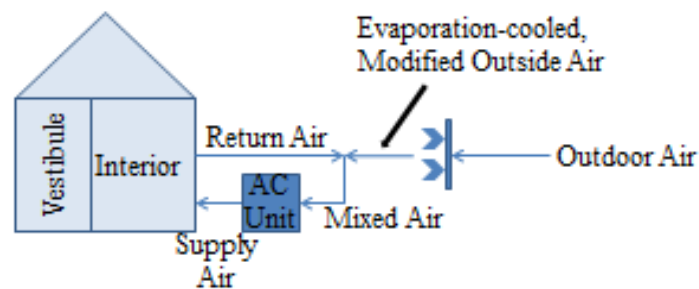 Evaporation-cooled,
Modified Outside Air
Vestibule
Interior
Return Air
Outdoor Air
AC
Unit
Mixed Air
Supply
Air